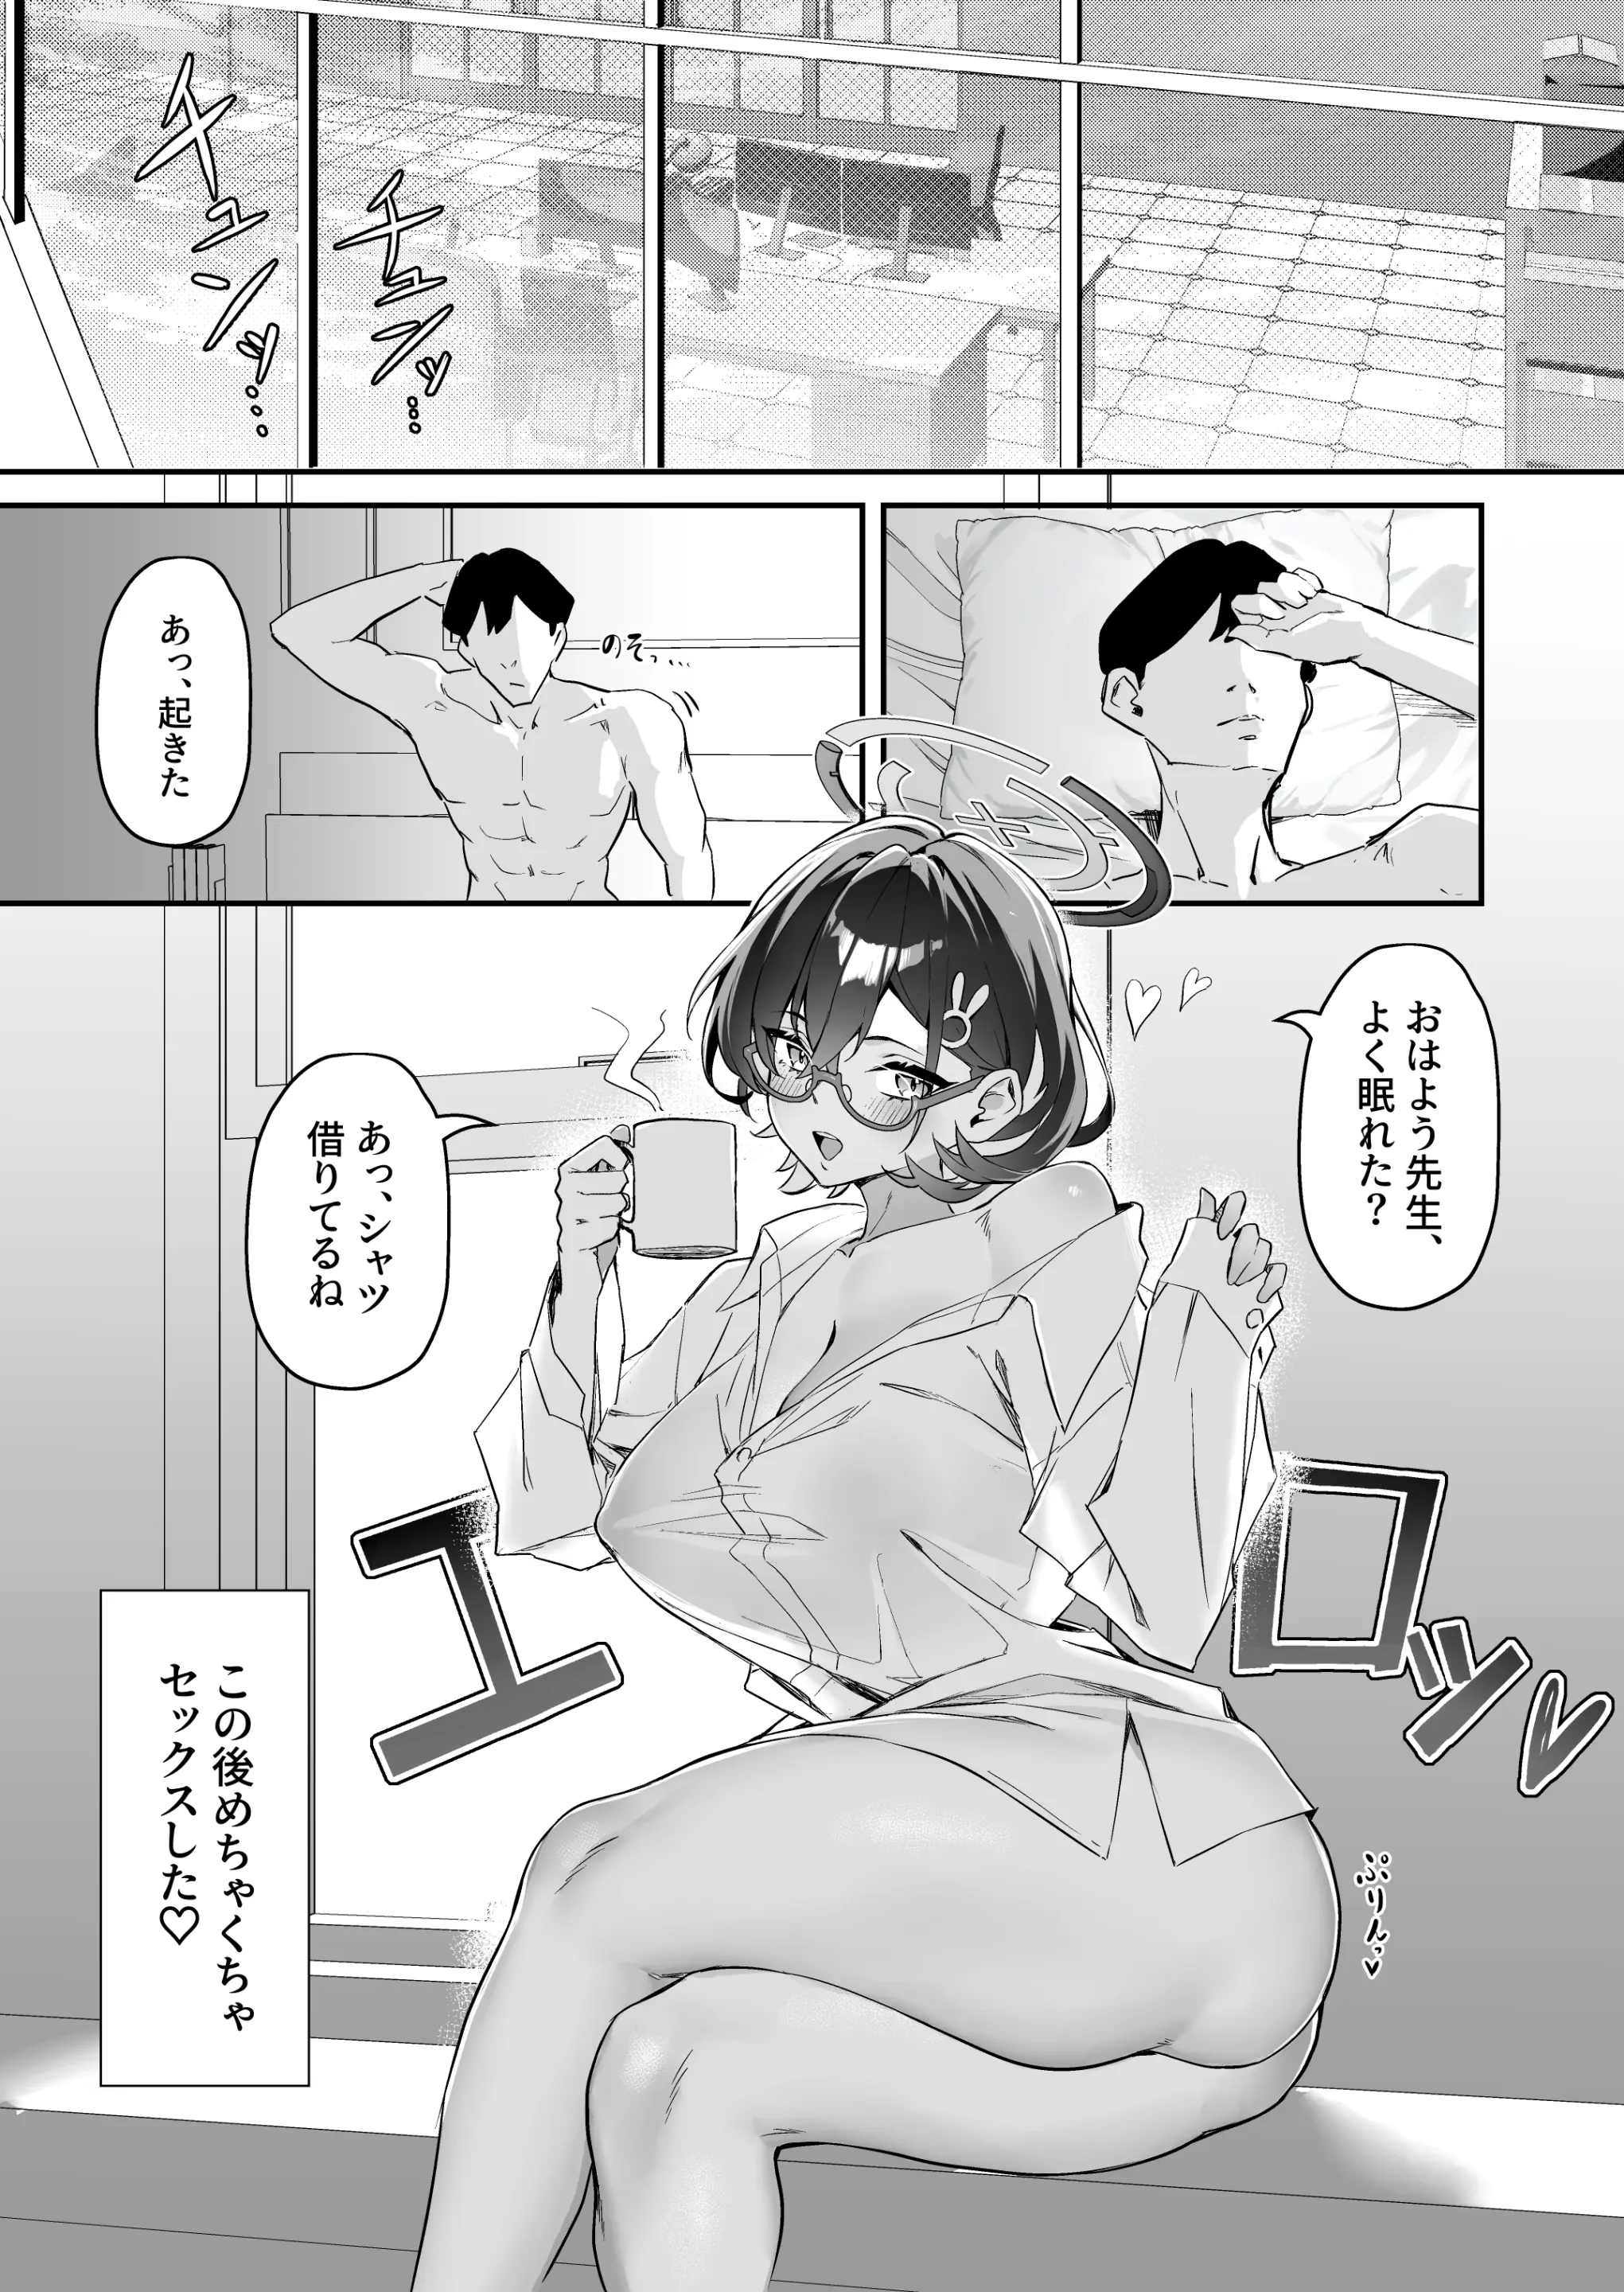 チュンッ…
チュンッ…
のそっ…
あっ、起きた
おはよう先生、
よく眠れた？
あっ、シャツ
借りてるね
エロッ♡
ぷりんっ♡
この後めちゃくちゃ
セックスした♡